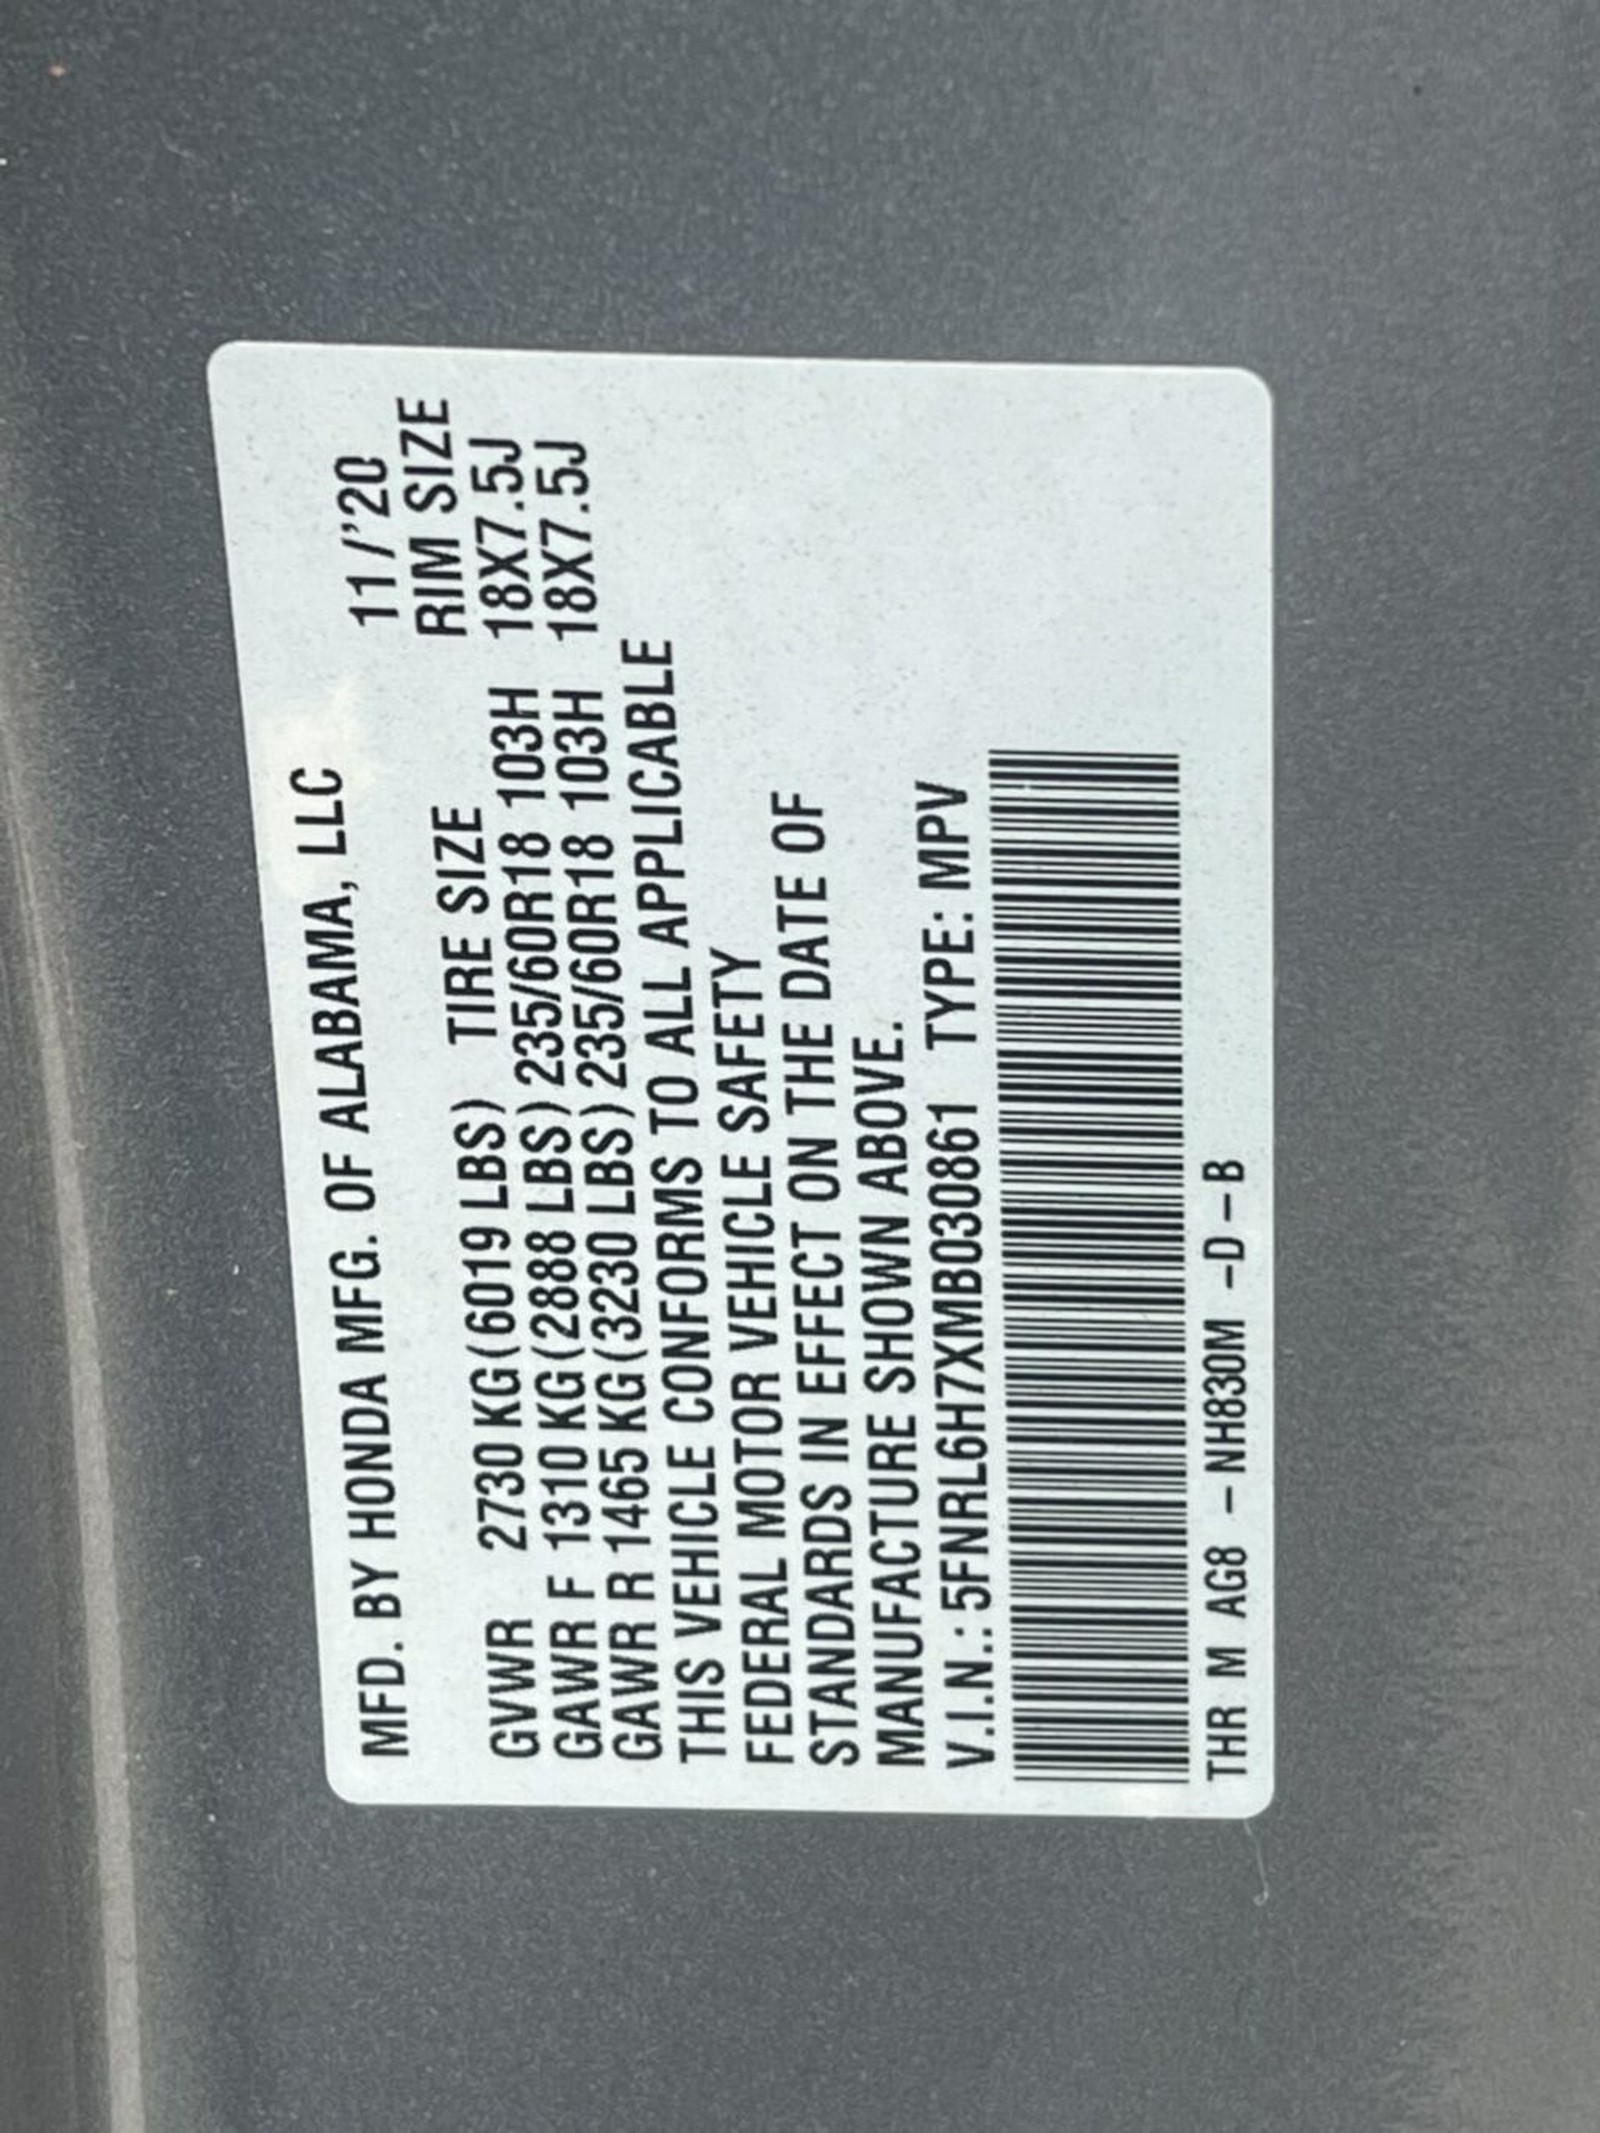 MFD. BY HONDA MFG. OF ALABAMA, LLC
11/'20
TIRE SIZE RIM SIZE
GVWR 2730 KG (6019 LBS)
GAWR F 1310 KG (2888 LBS) 235/60R18 103H 18X7.5J
GAWR R 1465 KG (3230 LBS) 235/60R18 103H 18X7.5J
THIS VEHICLE CONFORMS TO ALL APPLICABLE
FEDERAL MOTOR VEHICLE SAFETY
STANDARDS IN EFFECT ON THE DATE OF
MANUFACTURE SHOWN ABOVE.
V.I.N.: 5FNRL6H7XMB030861 TYPE: MPV
THR M AG8 - NH830M -D-B